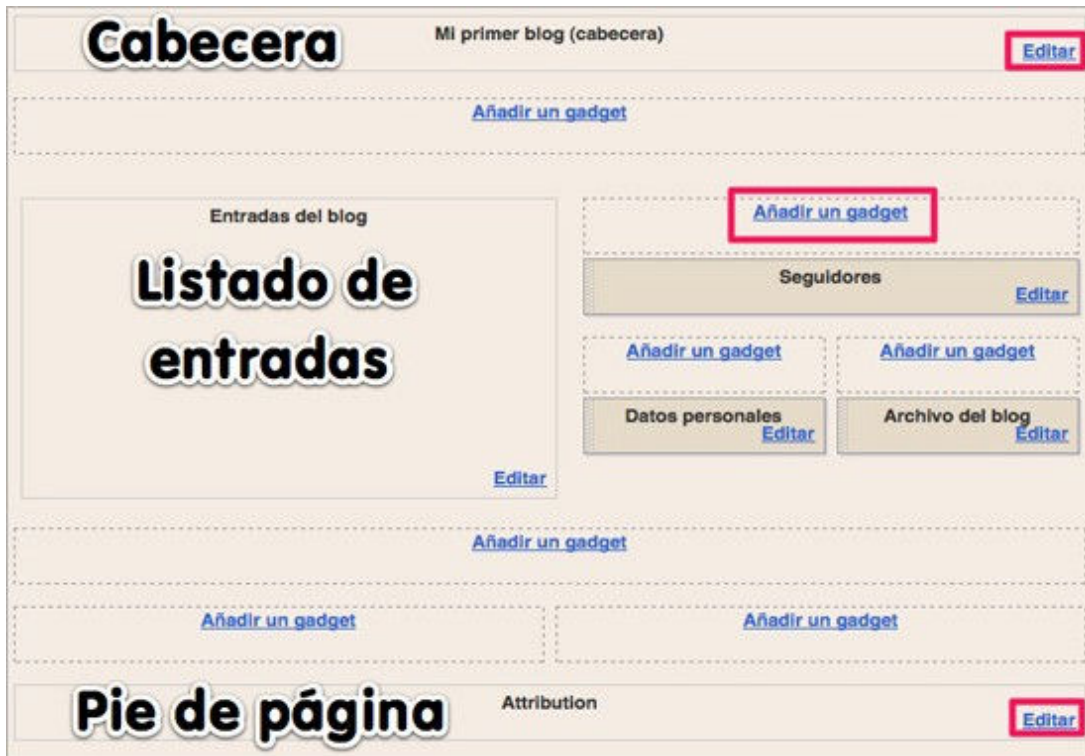 Cabecera
Mi primer blog (cabecera)
Editar
Añadir un gadget
Entradas del blog
Listado de
entradas
Editar
Añadir un gadget
Seguidores
Editar
Añadir un gadget
Añadir un gadget
Datos personales
Editar
Archivo del blog
Editar
Añadir un gadget
Añadir un gadget
Añadir un gadget
Pie de página
Attribution
Editar